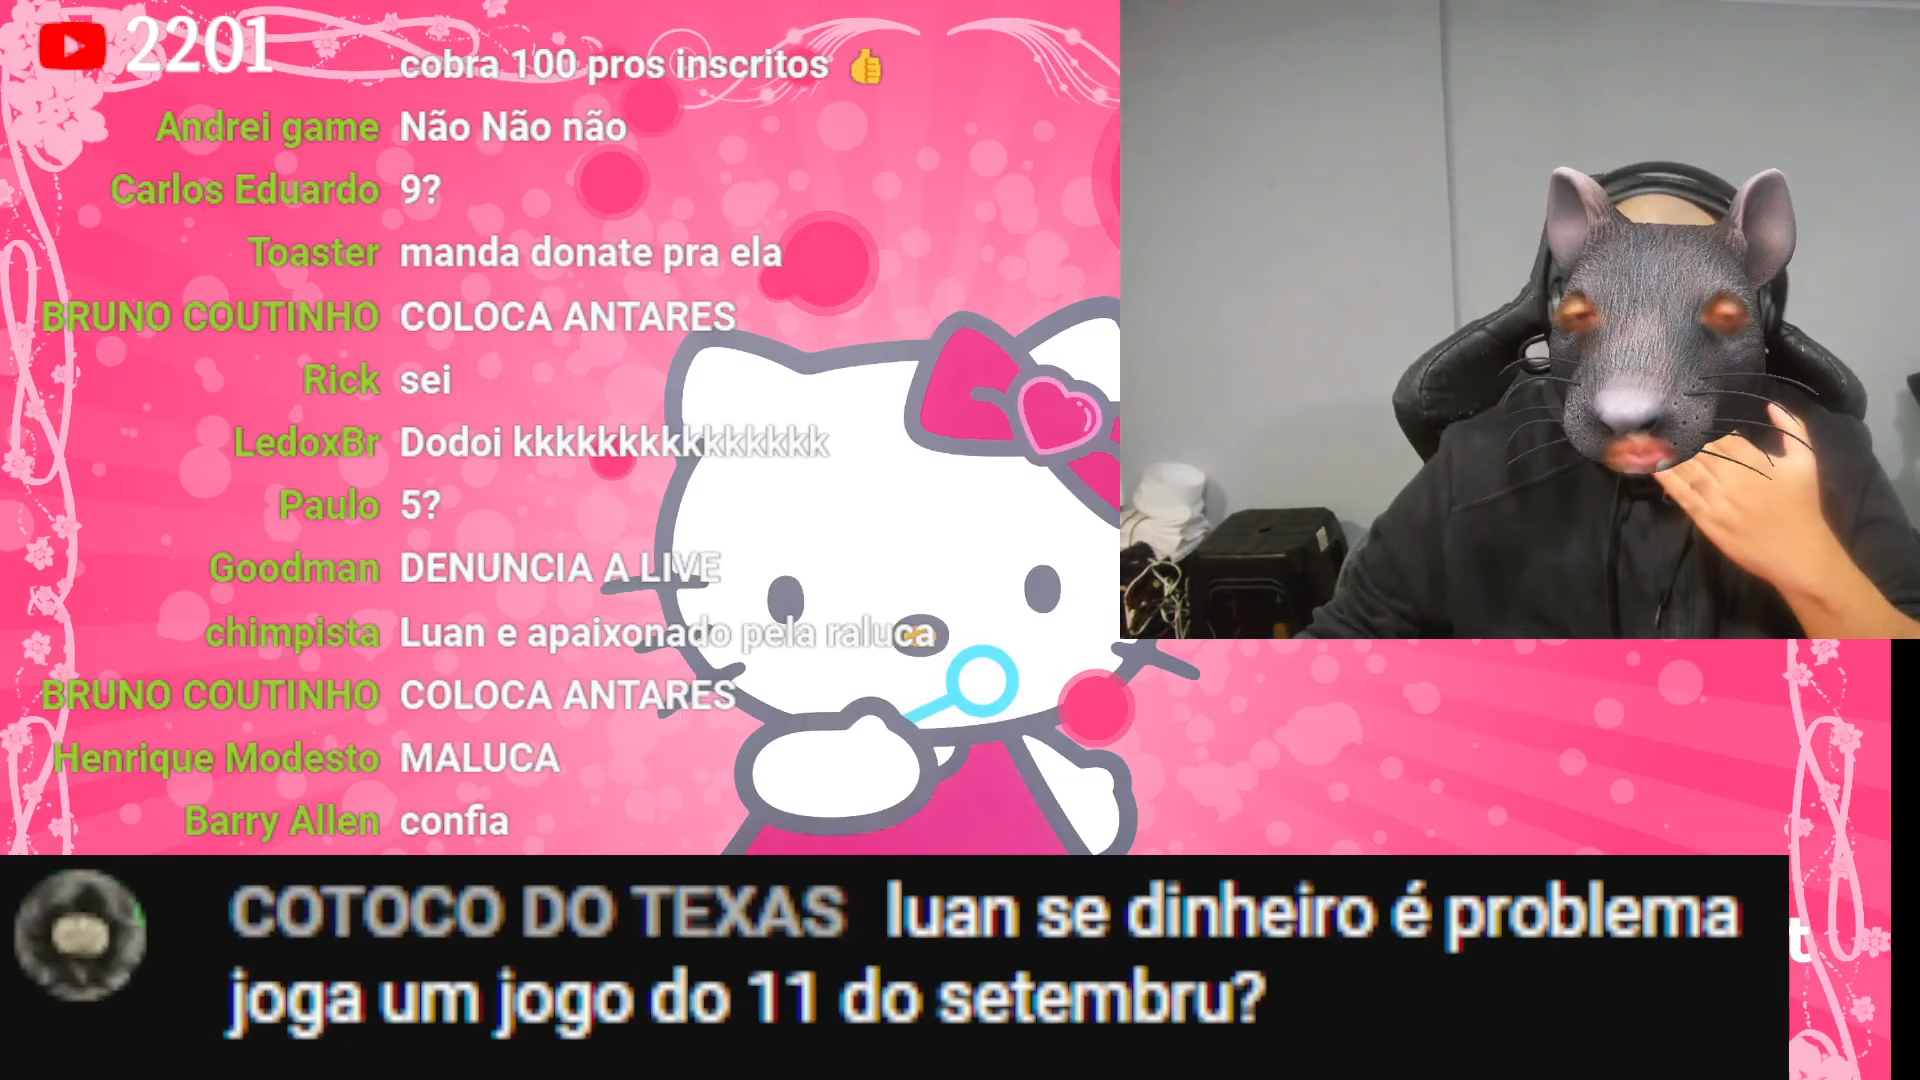 2201
cobra 100 pros inscritos 👍
Andrei game Não Não não
Carlos Eduardo 9?
Toaster manda donate pra ela
BRUNO COUTINHO COLOCA ANTARES
Rick sei
LedoxBr Dodoi kkkkkkkkkkkkkkk
Paulo 5?
Goodman DENUNCIA A LIVE
chimpista Luan e apaixonado pela raluca
BRUNO COUTINHO COLOCA ANTARES
Henrique Modesto MALUCA
Barry Allen confia
COTOCO DO TEXAS luan se dinheiro é problema
joga um jogo do 11 do setembru?
t